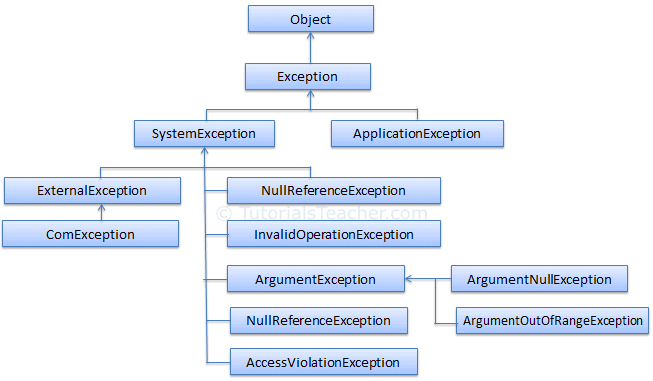 Object
Exception
SystemException
ApplicationException
ExternalException
NullReferenceException
© TutorialsTeacher.com
ComException
InvalidOperationException
ArgumentException
ArgumentNullException
NullReferenceException
ArgumentOutOfRangeException
AccessViolationException